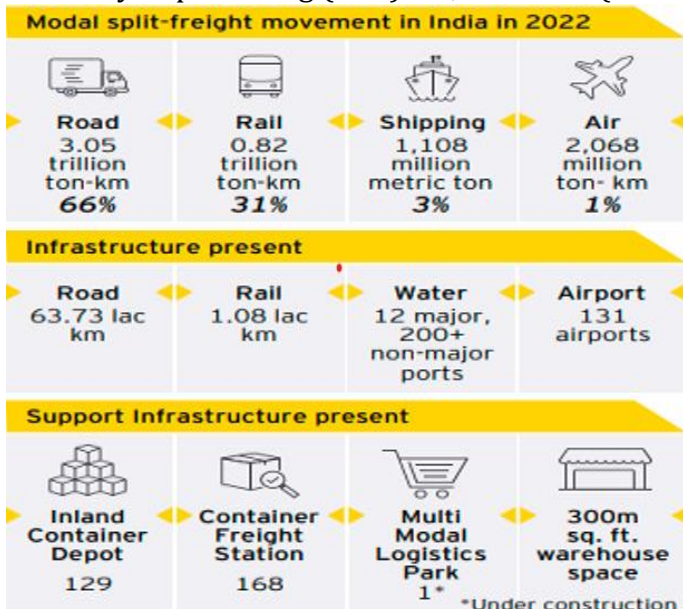 Modal split-freight movement in India in 2022
Road
3.05
trillion
ton-km
66%
Rail
0.82
trillion
ton-km
31%
Shipping
1,108
million
metric ton
3%
Air
2,068
million
ton- km
1%
Infrastructure present
Road
63.73 lac
km
Rail
1.08 lac
km
Water
12 major,
200+
non-major
ports
Airport
131
airports
Support Infrastructure present
Inland
Container
Depot
129
Container
Freight
Station
168
Multi
Modal
Logistics
Park
1*
300m
sq. ft.
warehouse
space
*Under construction